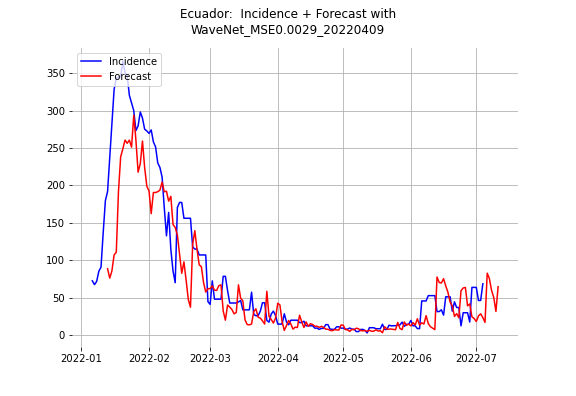 Ecuador:  Incidence + Forecast with
WaveNet_MSE0.0029_20220409
Incidence
Forecast
350
300
250
200
150
100
50
0
2022-01 2022-02 2022-03 2022-04 2022-05 2022-06 2022-07